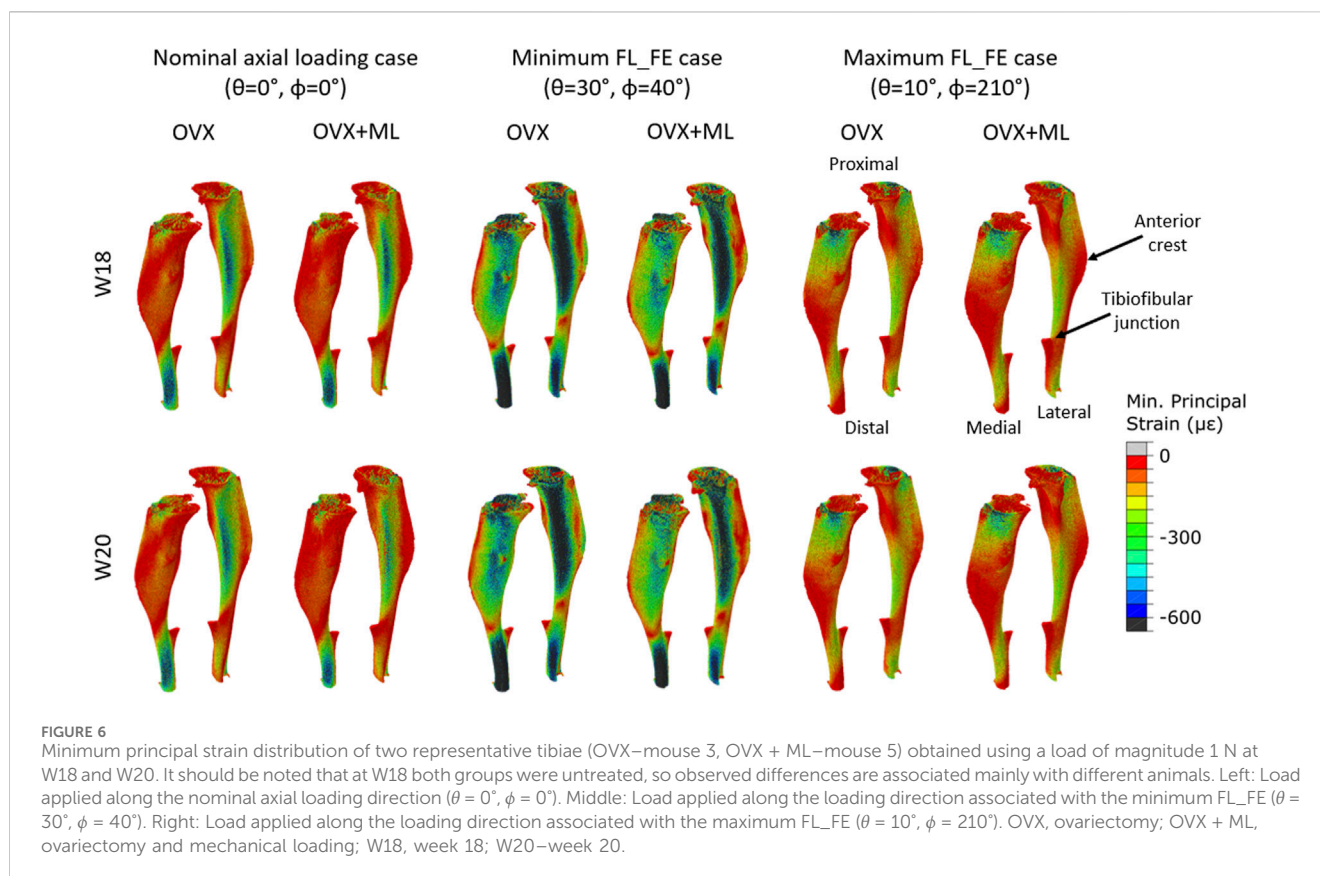 Nominal axial loading case
(θ=0°, ϕ=0°)
Minimum FL_FE case
(θ=30°, ϕ=40°)
Maximum FL_FE case
(θ=10°, ϕ=210°)
OVX
OVX+ML
OVX
OVX+ML
OVX
OVX+ML
Proximal
W18
Anterior
crest
Tibiofibular
junction
Lateral
Distal
Medial
Min. Principal
Strain (με)
0
-300
-600
W20
FIGURE 6
Minimum principal strain distribution of two representative tibiae (OVX–mouse 3, OVX + ML–mouse 5) obtained using a load of magnitude 1 N at
W18 and W20. It should be noted that at W18 both groups were untreated, so observed differences are associated mainly with different animals. Left: Load
applied along the nominal axial loading direction (θ = 0°, ϕ = 0°). Middle: Load applied along the loading direction associated with the minimum FL_FE (θ =
30°, ϕ = 40°). Right: Load applied along the loading direction associated with the maximum FL_FE (θ = 10°, ϕ = 210°). OVX, ovariectomy; OVX + ML,
ovariectomy and mechanical loading; W18, week 18; W20–week 20.